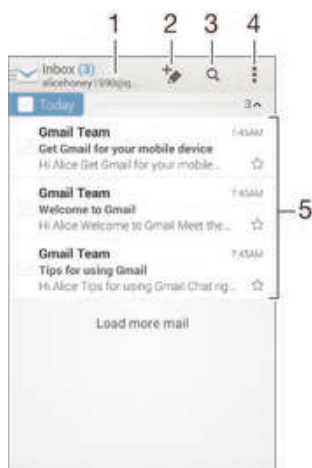 1 2 3 4
Inbox (3)
Today 3
Gmail Team 7:45AM
Get Gmail for your mobile device
Hi Alice Get Gmail for your mobile...
Gmail Team 7:45AM
Welcome to Gmail
Hi Alice Welcome to Gmail Meet the...
5
Gmail Team 7:45AM
Tips for using Gmail
Hi Alice Tips for using Gmail Chat rig...
Load more mail